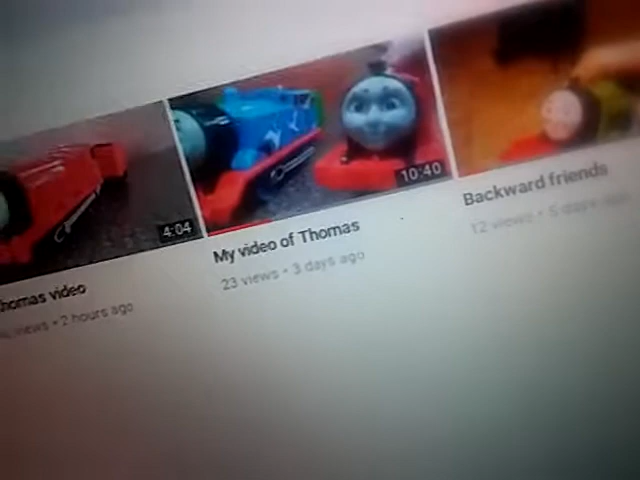 4:04
10:40
Thomas video
views • 2 hours ago
My video of Thomas
23 views • 3 days ago
Backward friends
12 views • 5 days ago